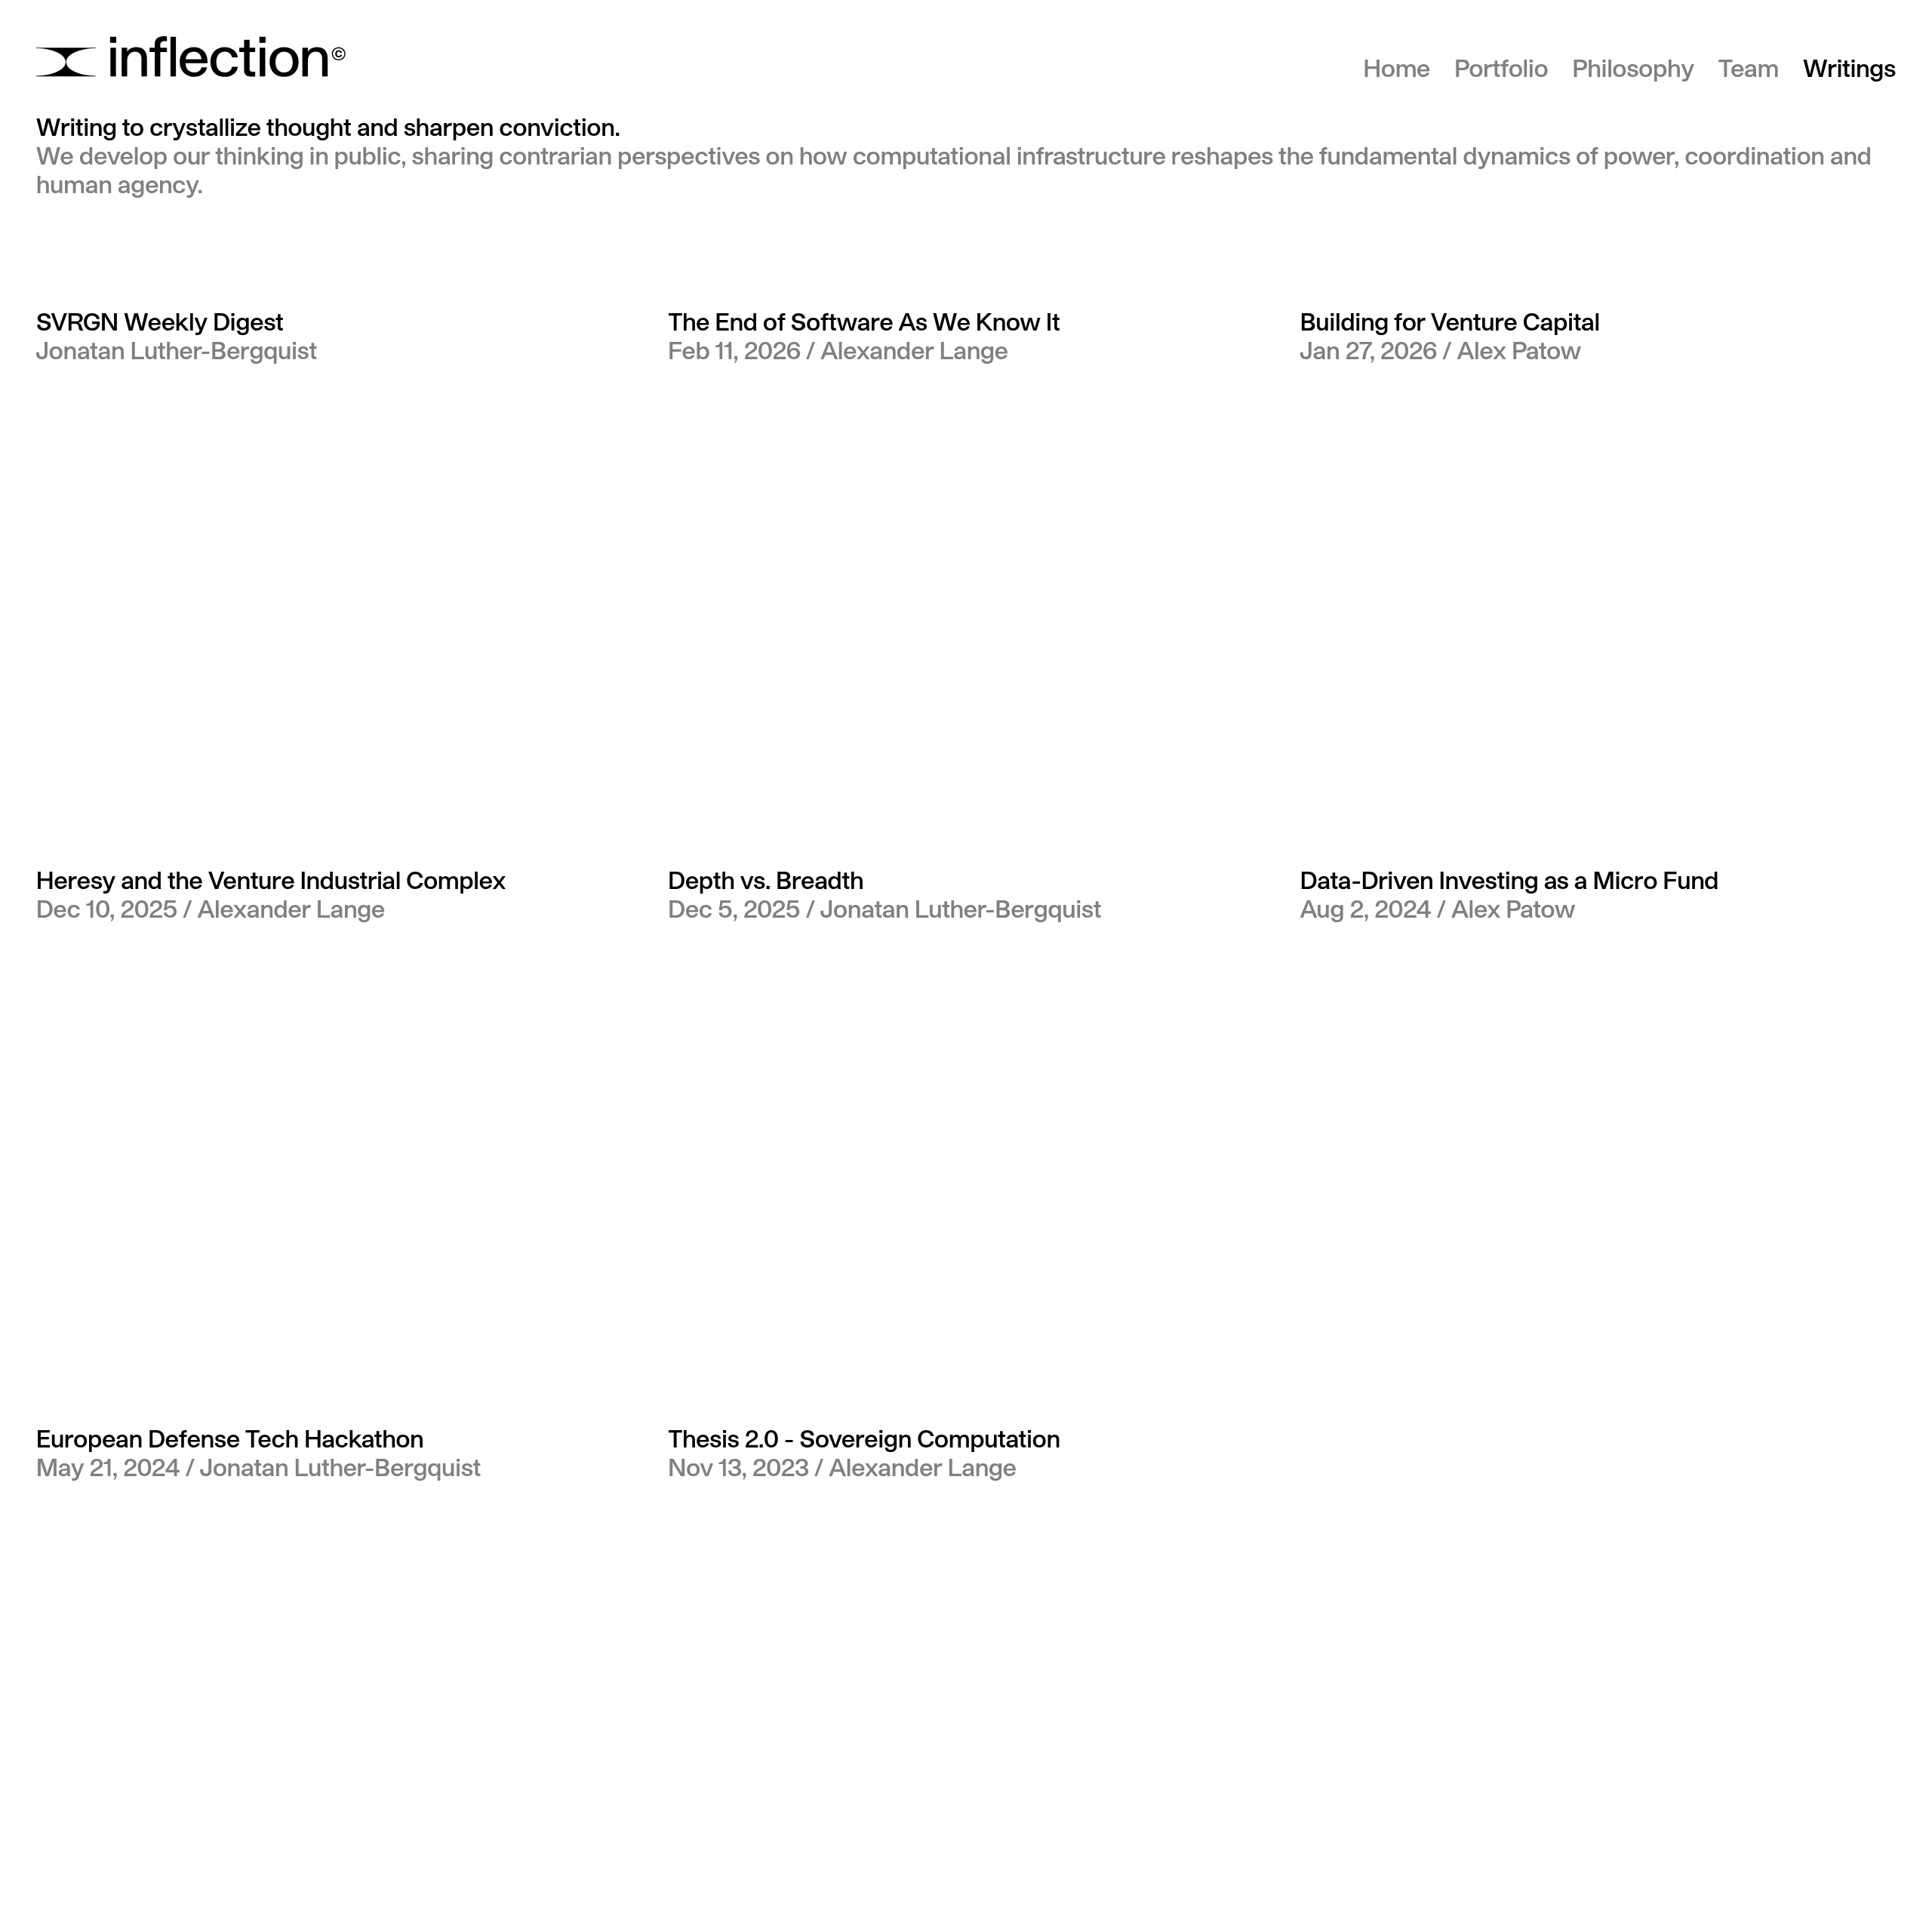 inflection©
Home Portfolio Philosophy Team Writings
Writing to crystallize thought and sharpen conviction.
We develop our thinking in public, sharing contrarian perspectives on how computational infrastructure reshapes the fundamental dynamics of power, coordination and
human agency.
SVRGN Weekly Digest
Jonatan Luther-Bergquist
The End of Software As We Know It
Feb 11, 2026 / Alexander Lange
Building for Venture Capital
Jan 27, 2026 / Alex Patow
Heresy and the Venture Industrial Complex
Dec 10, 2025 / Alexander Lange
Depth vs. Breadth
Dec 5, 2025 / Jonatan Luther-Bergquist
Data-Driven Investing as a Micro Fund
Aug 2, 2024 / Alex Patow
European Defense Tech Hackathon
May 21, 2024 / Jonatan Luther-Bergquist
Thesis 2.0 - Sovereign Computation
Nov 13, 2023 / Alexander Lange